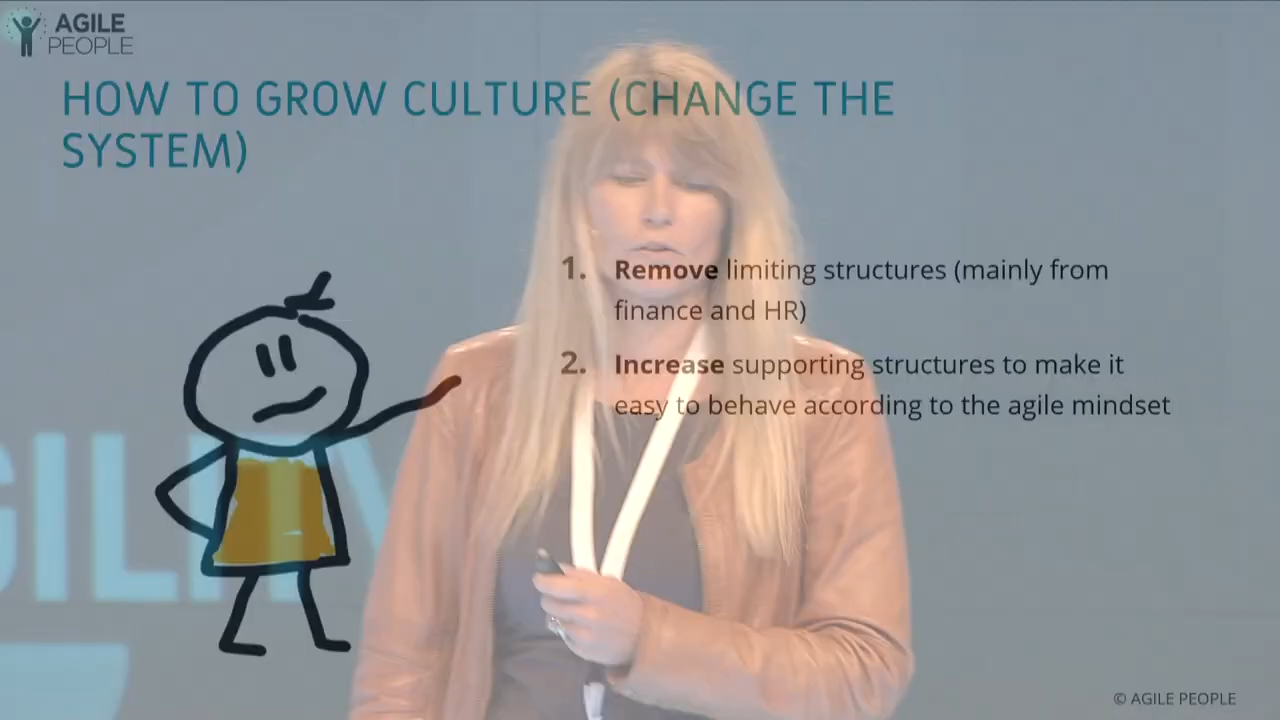 AGILE
PEOPLE
HOW TO GROW CULTURE (CHANGE THE
SYSTEM)
1. Remove limiting structures (mainly from
finance and HR)
2. Increase supporting structures to make it
easy to behave according to the agile mindset
GIL
© AGILE PEOPLE